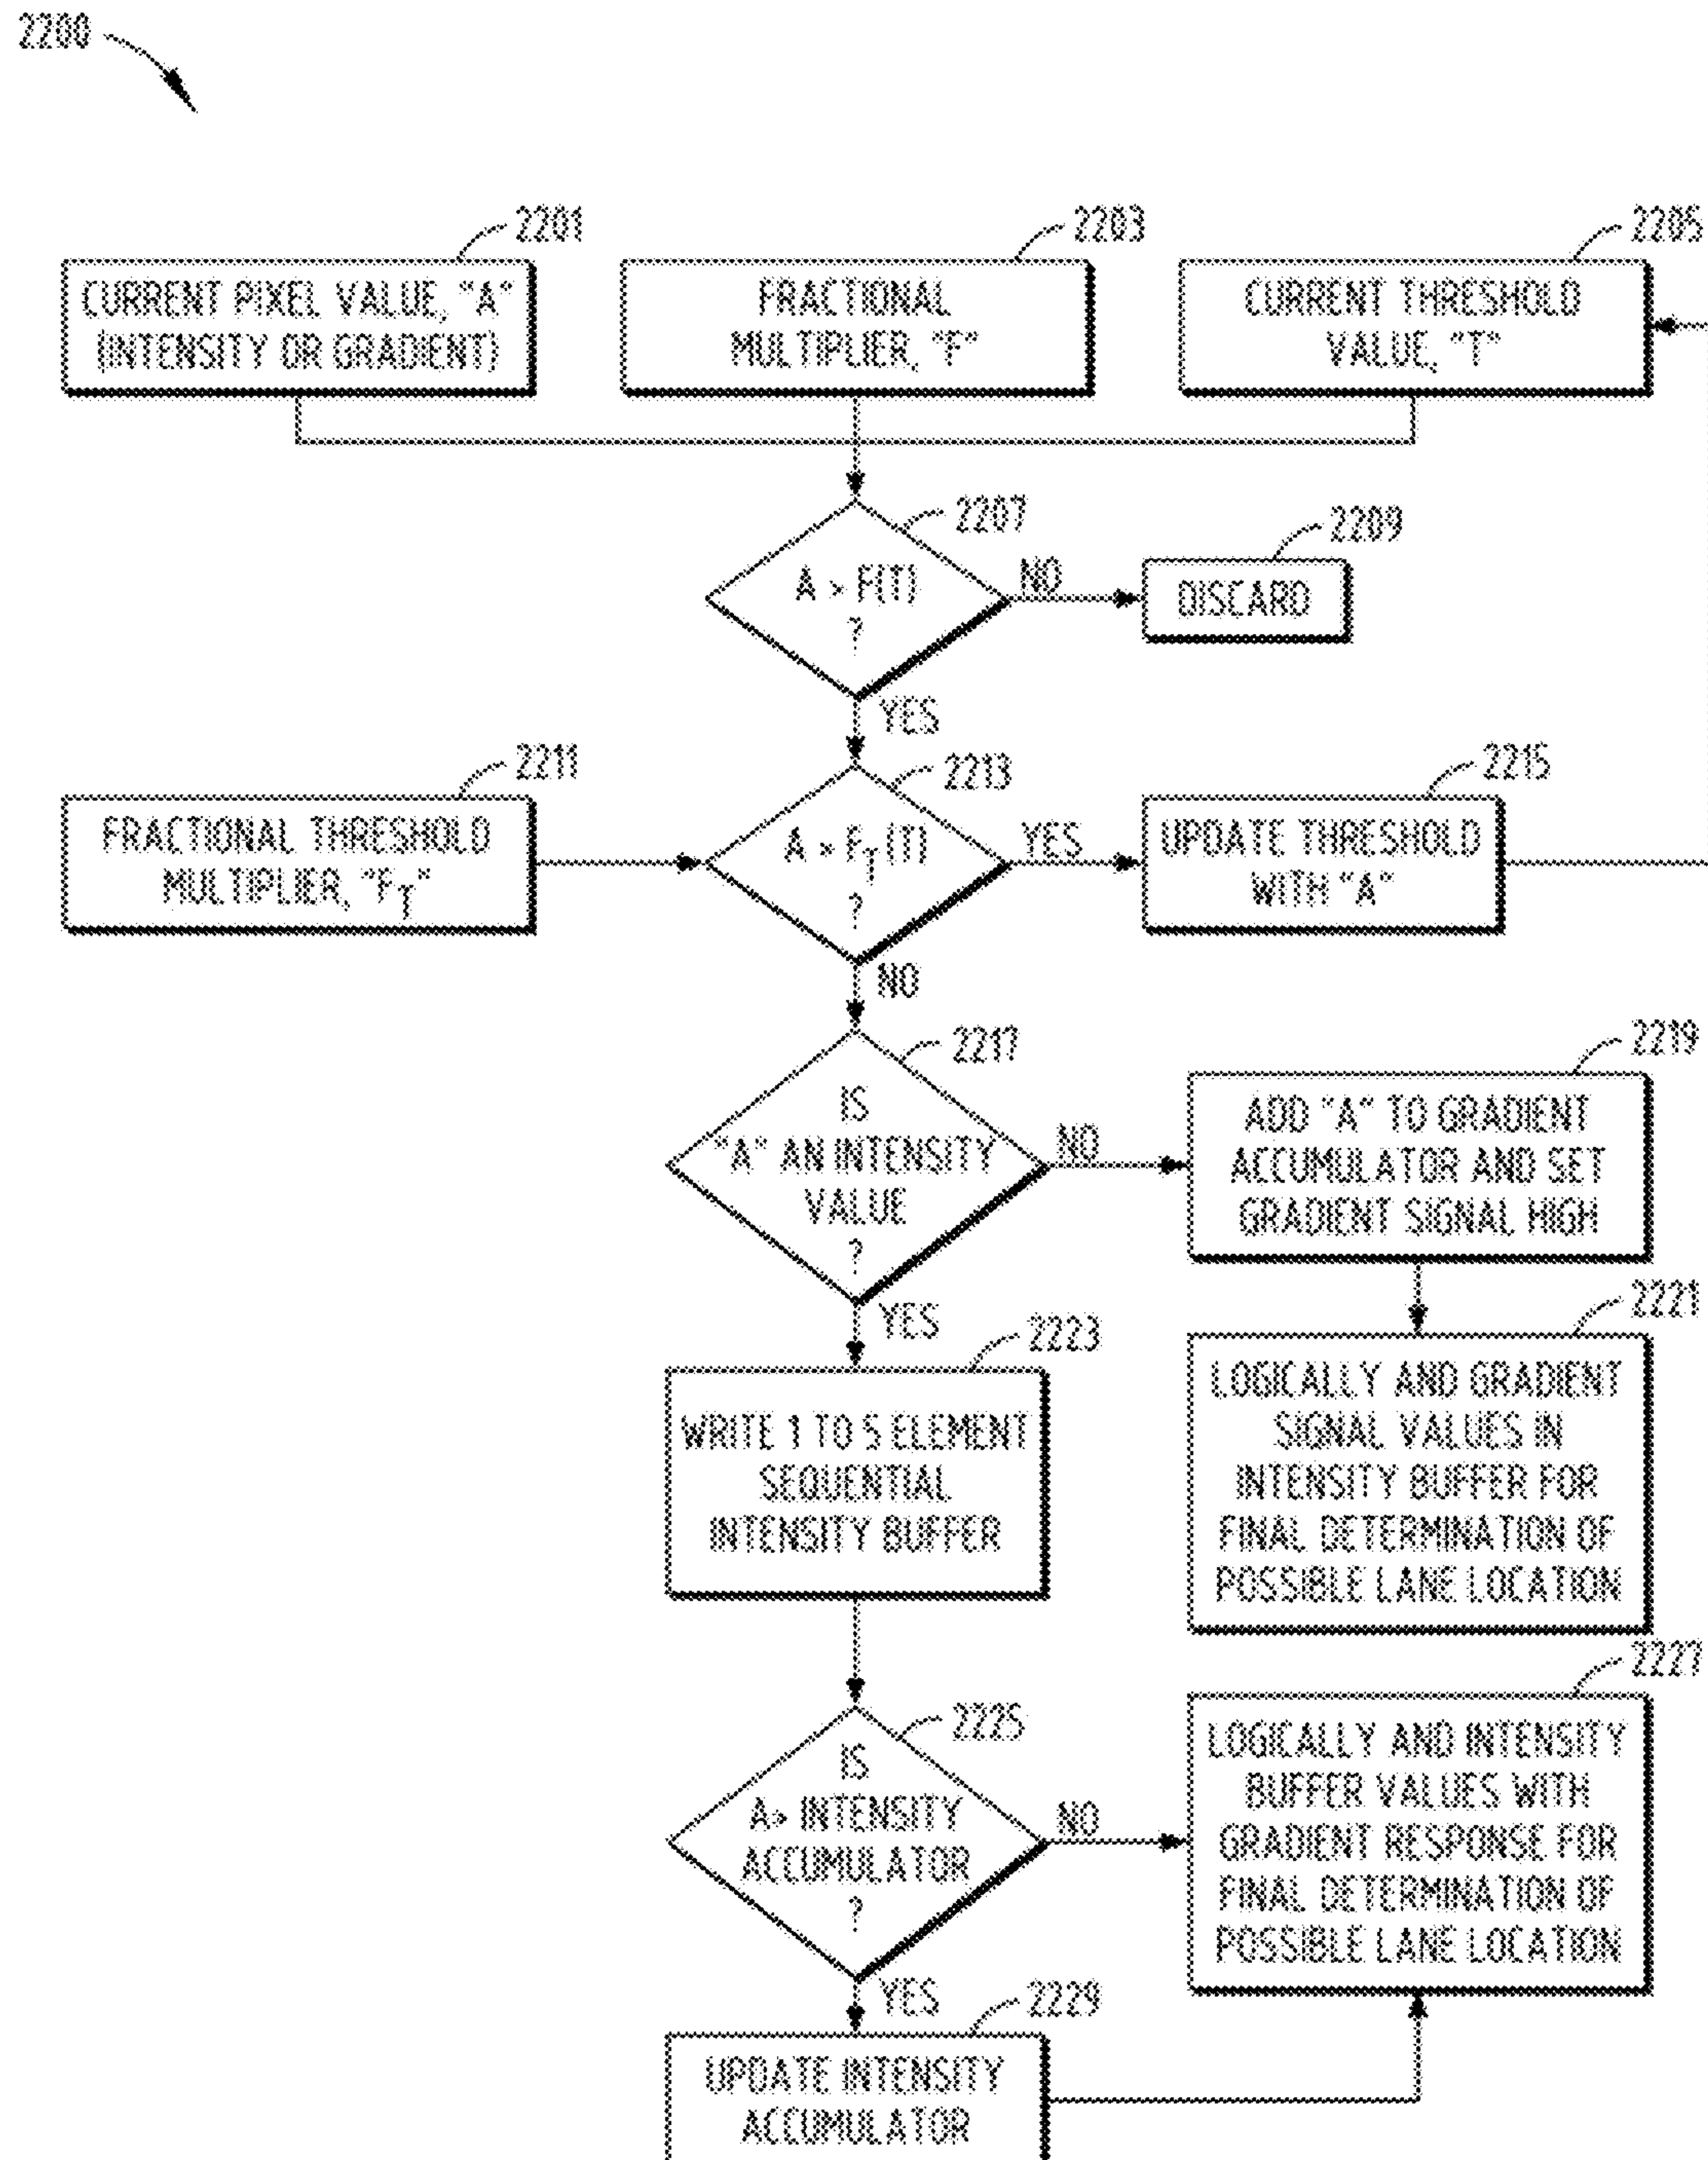 2200
2201
CURRENT PIXEL VALUE, "A"
(INTENSITY OR GRADIENT)
2203
FRACTIONAL
MULTIPLIER, "F"
2205
CURRENT THRESHOLD
VALUE, "T"
2207
A > F(T)
?
NO
2209
DISCARD
YES
2211
FRACTIONAL THRESHOLD
MULTIPLIER, "FT"
2213
A > FT(T)
?
YES
2215
UPDATE THRESHOLD
WITH "A"
NO
2217
IS
"A" AN INTENSITY
VALUE
?
NO
2219
ADD "A" TO GRADIENT
ACCUMULATOR AND SET
GRADIENT SIGNAL HIGH
YES
2221
LOGICALLY AND GRADIENT
SIGNAL VALUES IN
INTENSITY BUFFER FOR
FINAL DETERMINATION OF
POSSIBLE LANE LOCATION
2223
WRITE 1 TO 5 ELEMENT
SEQUENTIAL
INTENSITY BUFFER
2225
IS
A> INTENSITY
ACCUMULATOR
?
NO
2227
LOGICALLY AND INTENSITY
BUFFER VALUES WITH
GRADIENT RESPONSE FOR
FINAL DETERMINATION OF
POSSIBLE LANE LOCATION
YES
2229
UPDATE INTENSITY
ACCUMULATOR